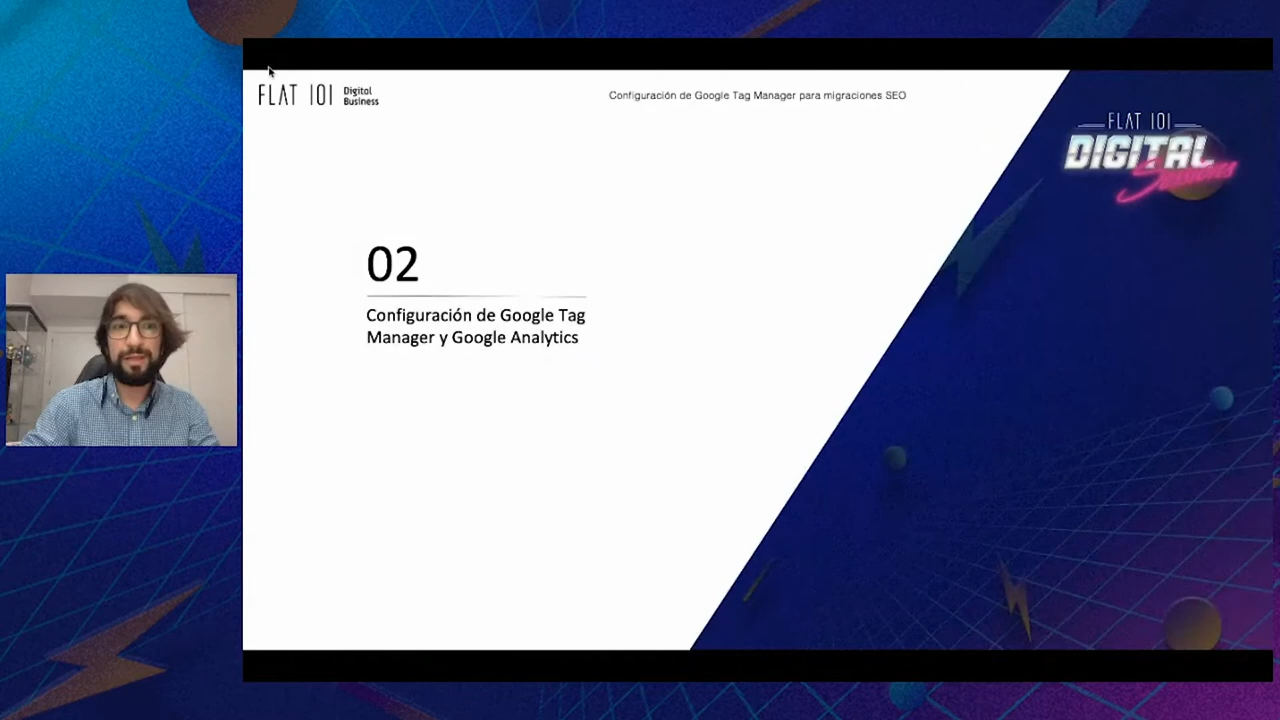 FLAT 101 Digital
Business
Configuración de Google Tag Manager para migraciones SEO
FLAT 101
DIGITAL
Sessions
02
Configuración de Google Tag
Manager y Google Analytics